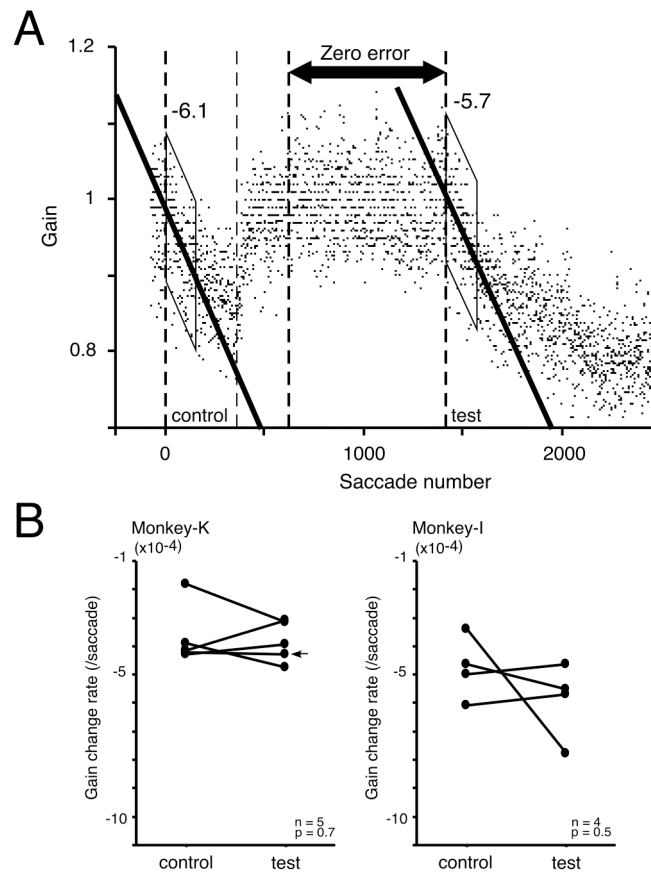 A
1.2
Zero error
-6.1
-5.7
1
Gain
0.8
control
test
0
1000
2000
Saccade number
B
Monkey-K
(x10-4)
-1
Gain change rate (/saccade)
-5
-10
n = 5
p = 0.7
control
test
Monkey-I
(x10-4)
-1
Gain change rate (/saccade)
-5
-10
n = 4
p = 0.5
control
test